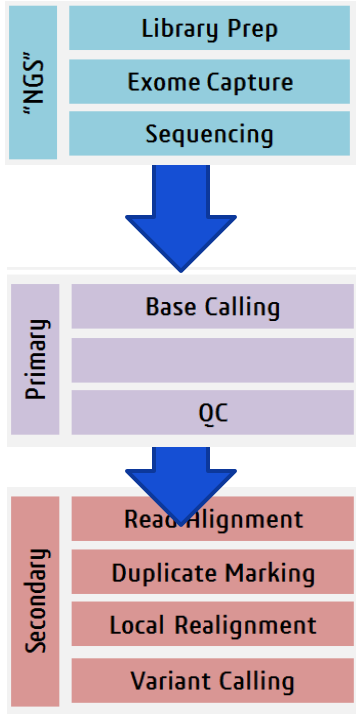 "NGS"
Library Prep
Exome Capture
Sequencing
Primary
Base Calling
QC
Secondary
Read Alignment
Duplicate Marking
Local Realignment
Variant Calling